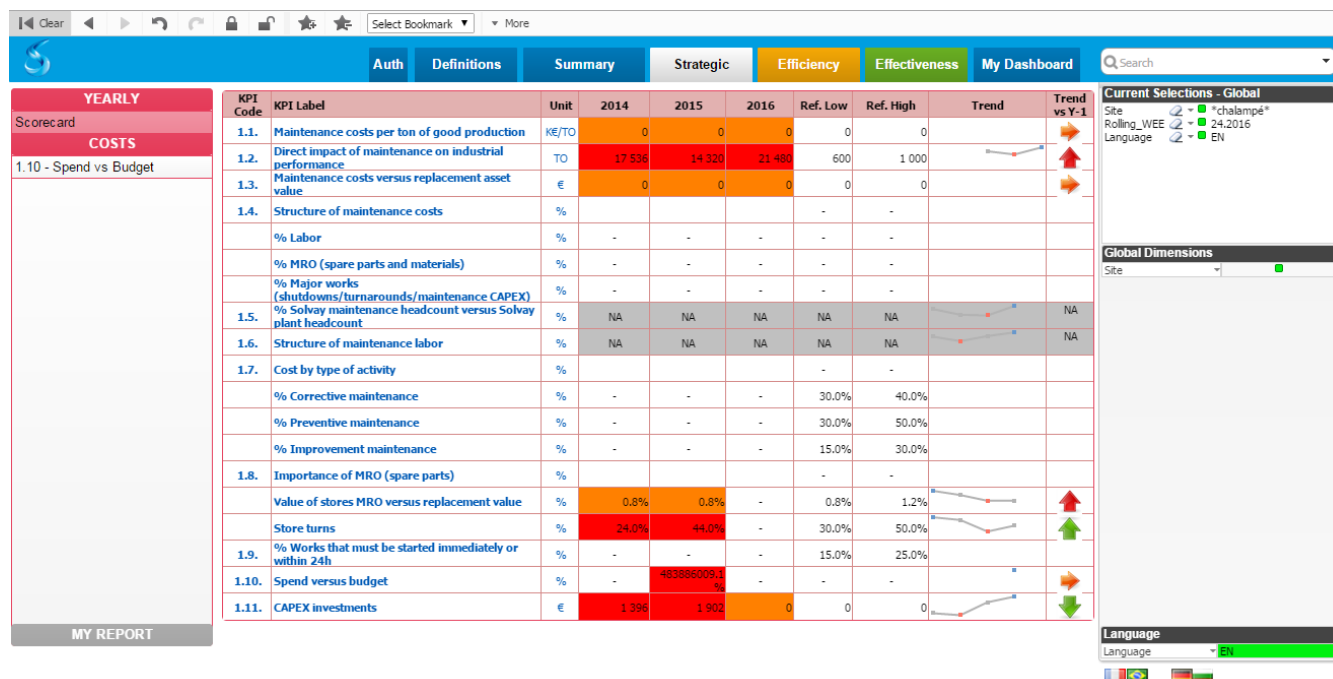 Clear Select Bookmark ▼ ▼ More
Auth Definitions Summary Strategic Efficiency Effectiveness My Dashboard Search
YEARLY
Scorecard
COSTS
1.10 - Spend vs Budget
MY REPORT
KPI Code KPI Label Unit 2014 2015 2016 Ref. Low Ref. High Trend Trend vs Y-1
1.1. Maintenance costs per ton of good production K€/TO 0 0 0 0 0
1.2. Direct impact of maintenance on industrial performance TO 17 536 14 320 21 480 600 1 000
1.3. Maintenance costs versus replacement asset value € 0 0 0 0 0
1.4. Structure of maintenance costs % - -
% Labor % - - - - -
% MRO (spare parts and materials) % - - - - -
% Major works (shutdowns/turnarounds/maintenance CAPEX) % - - - - -
1.5. % Solvay maintenance headcount versus Solvay plant headcount % NA NA NA NA NA NA
1.6. Structure of maintenance labor % NA NA NA NA NA NA
1.7. Cost by type of activity % - -
% Corrective maintenance % - - - 30.0% 40.0%
% Preventive maintenance % - - - 30.0% 50.0%
% Improvement maintenance % - - - 15.0% 30.0%
1.8. Importance of MRO (spare parts) % - -
Value of stores MRO versus replacement value % 0.8% 0.8% - 0.8% 1.2%
Store turns % 24.0% 44.0% - 30.0% 50.0%
1.9. % Works that must be started immediately or within 24h % - - - 15.0% 25.0%
1.10. Spend versus budget % - 483886009.1% - - -
1.11. CAPEX investments € 1 396 1 902 0 0 0
Current Selections - Global
Site *chalampé*
Rolling_WEE 24.2016
Language EN
Global Dimensions
Site
Language
Language EN